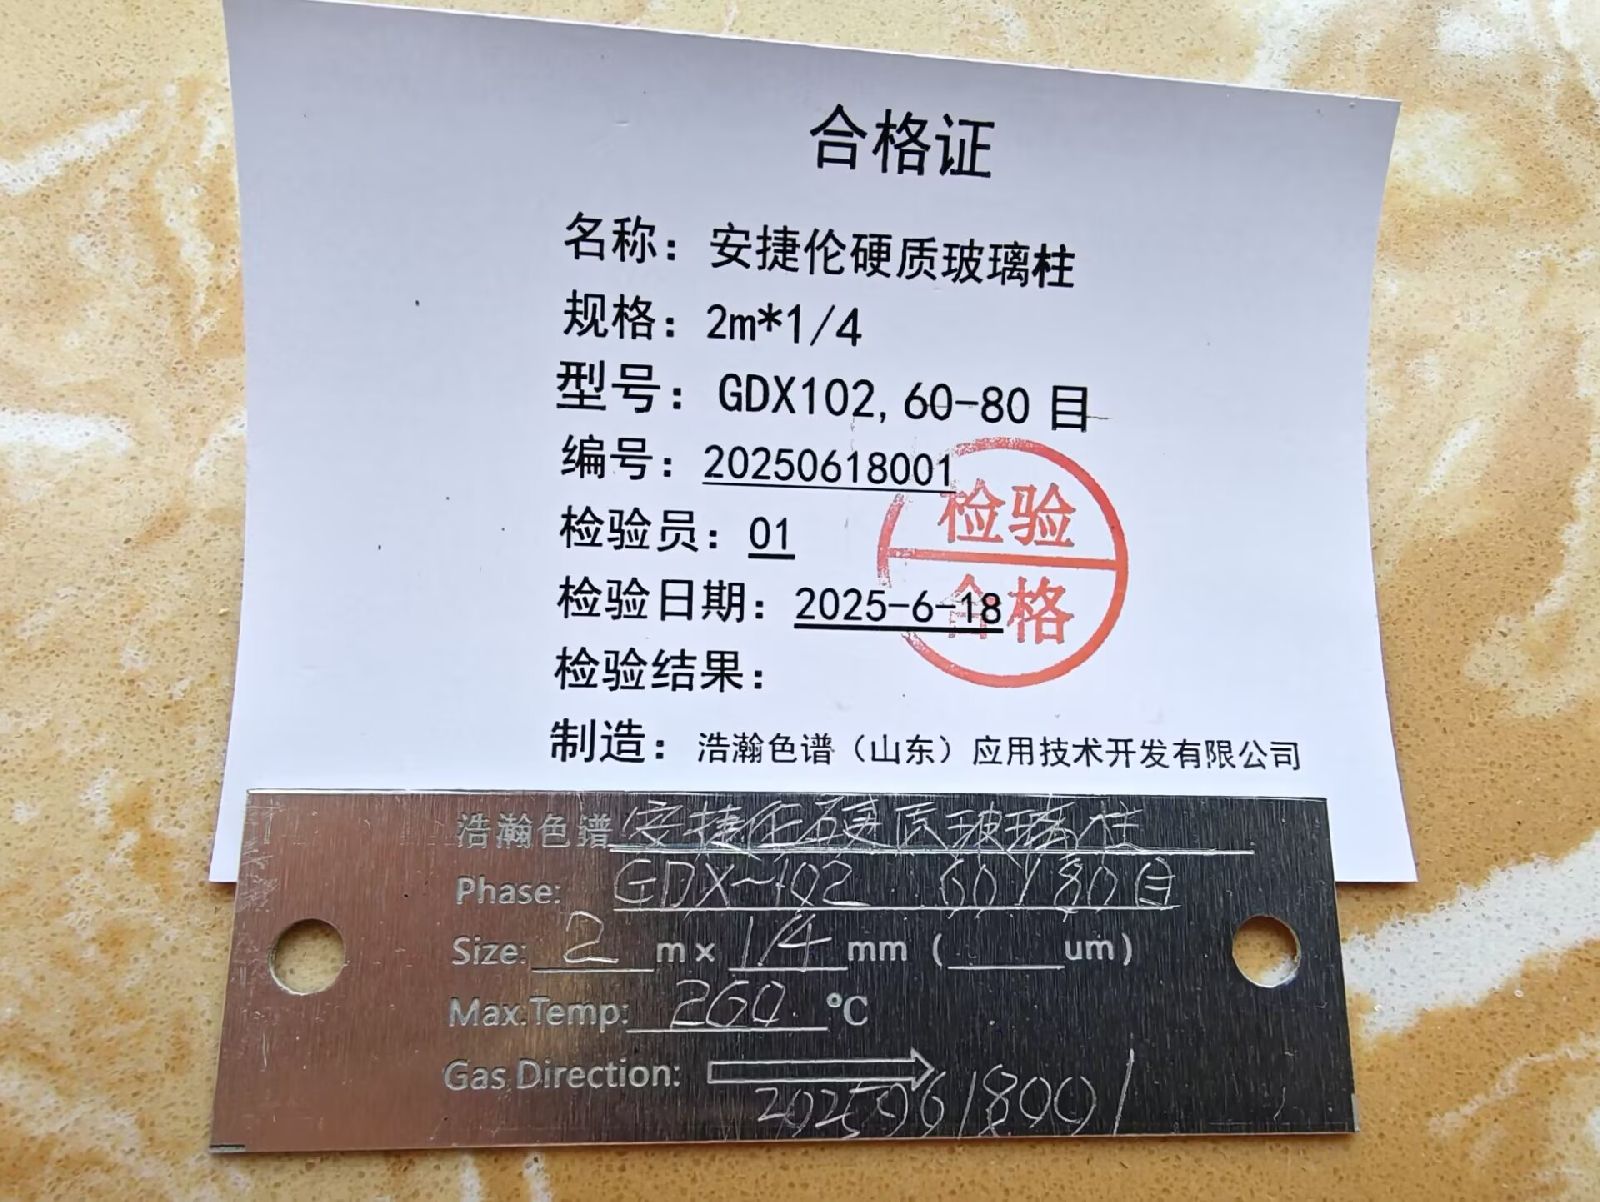 合格证
名称：安捷伦硬质玻璃柱
规格：2m*1/4
型号：GDX102,60-80 目
编号：20250618001
检验
检验员：01
合格
检验日期：2025-6-18
检验结果：
制造：浩瀚色谱（山东）应用技术开发有限公司
浩瀚色谱 安捷伦硬质玻璃柱
Phase: GDX-102 60/80目
Size: 2 m x 1/4 mm ( um)
Max.Temp: 260 °C
Gas Direction:
20250618001